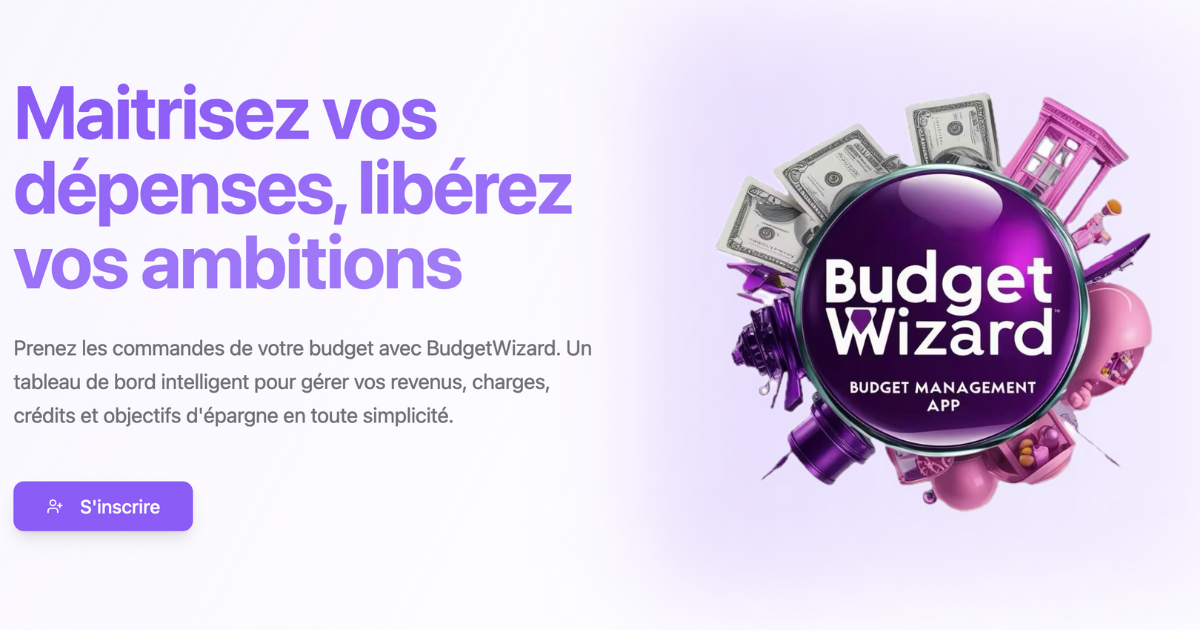 Maitrisez vos
dépenses, libérez
vos ambitions
Prenez les commandes de votre budget avec BudgetWizard. Un
tableau de bord intelligent pour gérer vos revenus, charges,
crédits et objectifs d'épargne en toute simplicité.
S'inscrire
Budget
Wizard
BUDGET MANAGEMENT
APP